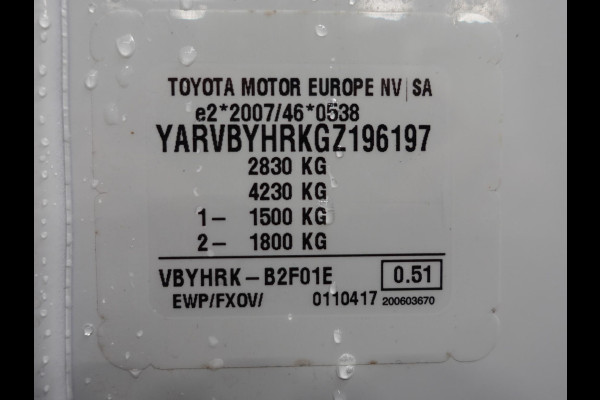 TOYOTA MOTOR EUROPE NV|SA
e2*2007/46*0538
YARVBYHRKGZ196197
2830 KG
4230 KG
1- 1500 KG
2- 1800 KG
VBYHRK-B2F01E 0.51
EWP/FXOV/ 0110417 200603670